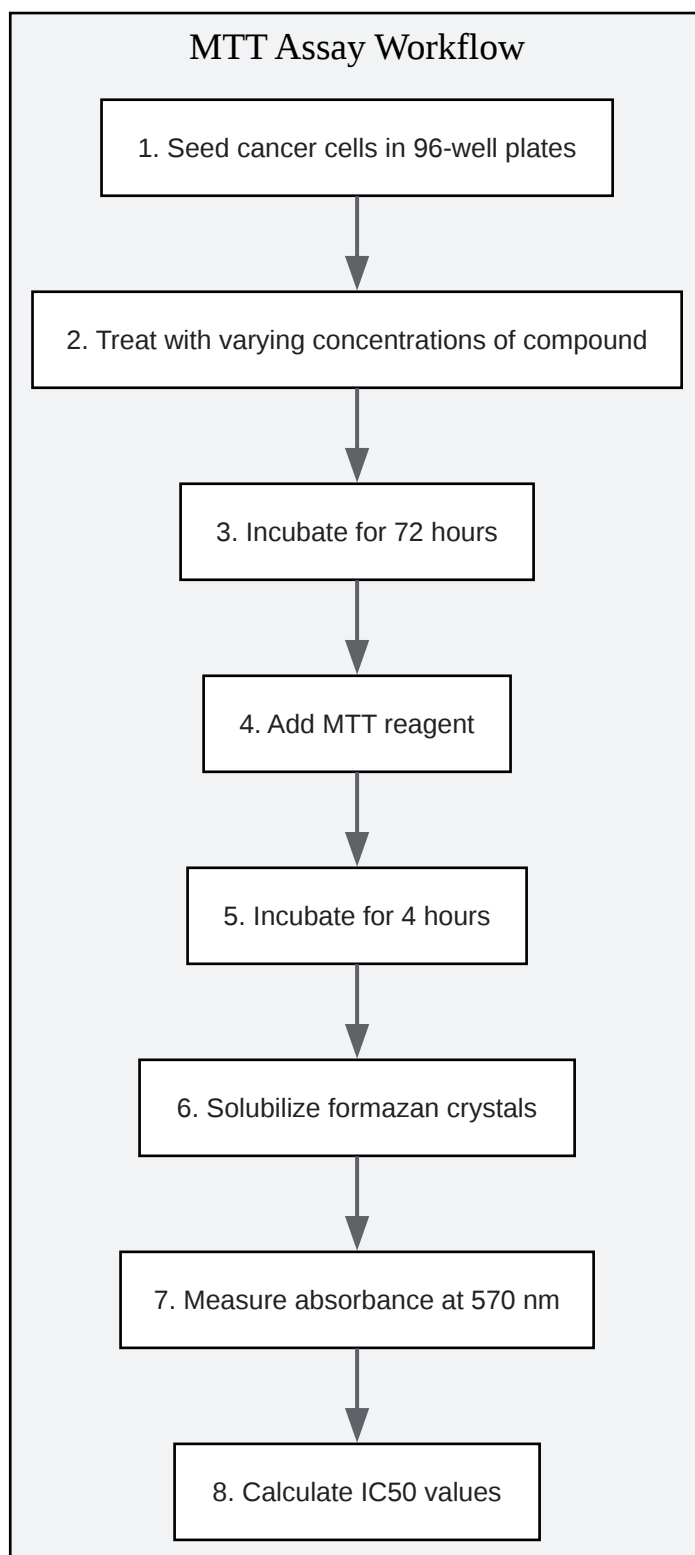 MTT Assay Workflow
1. Seed cancer cells in 96-well plates
2. Treat with varying concentrations of compound
3. Incubate for 72 hours
4. Add MTT reagent
5. Incubate for 4 hours
6. Solubilize formazan crystals
7. Measure absorbance at 570 nm
8. Calculate IC50 values